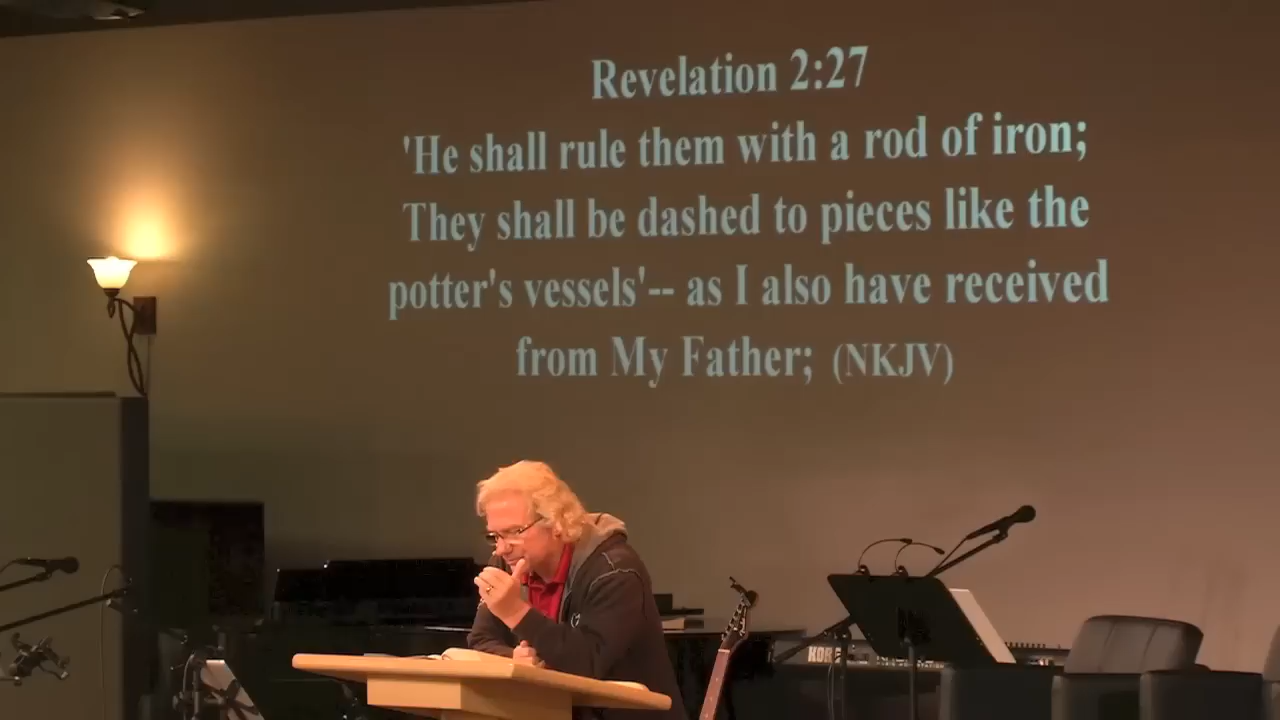 Revelation 2:27
'He shall rule them with a rod of iron;
They shall be dashed to pieces like the
potter's vessels'-- as I also have received
from My Father; (NKJV)
KORG